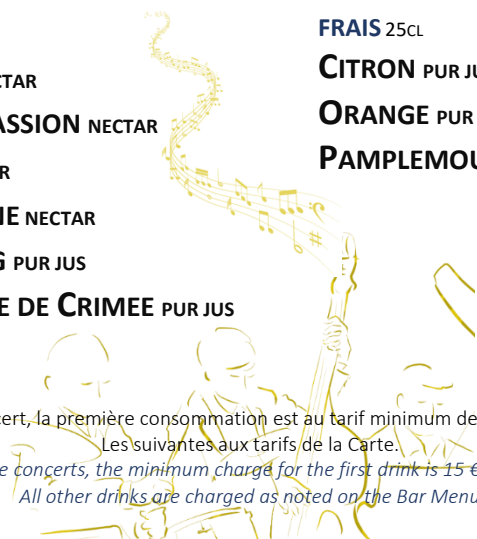 CTAR
ASSION NECTAR
R
NE NECTAR
G PUR JUS
E DE CRIMEE PUR JUS
FRAIS 25CL
CITRON PUR JU
ORANGE PUR
PAMPLEMOU
cert, la première consommation est au tarif minimum de
Les suivantes aux tarifs de la Carte.
e concerts, the minimum charge for the first drink is 15 €
All other drinks are charged as noted on the Bar Menu